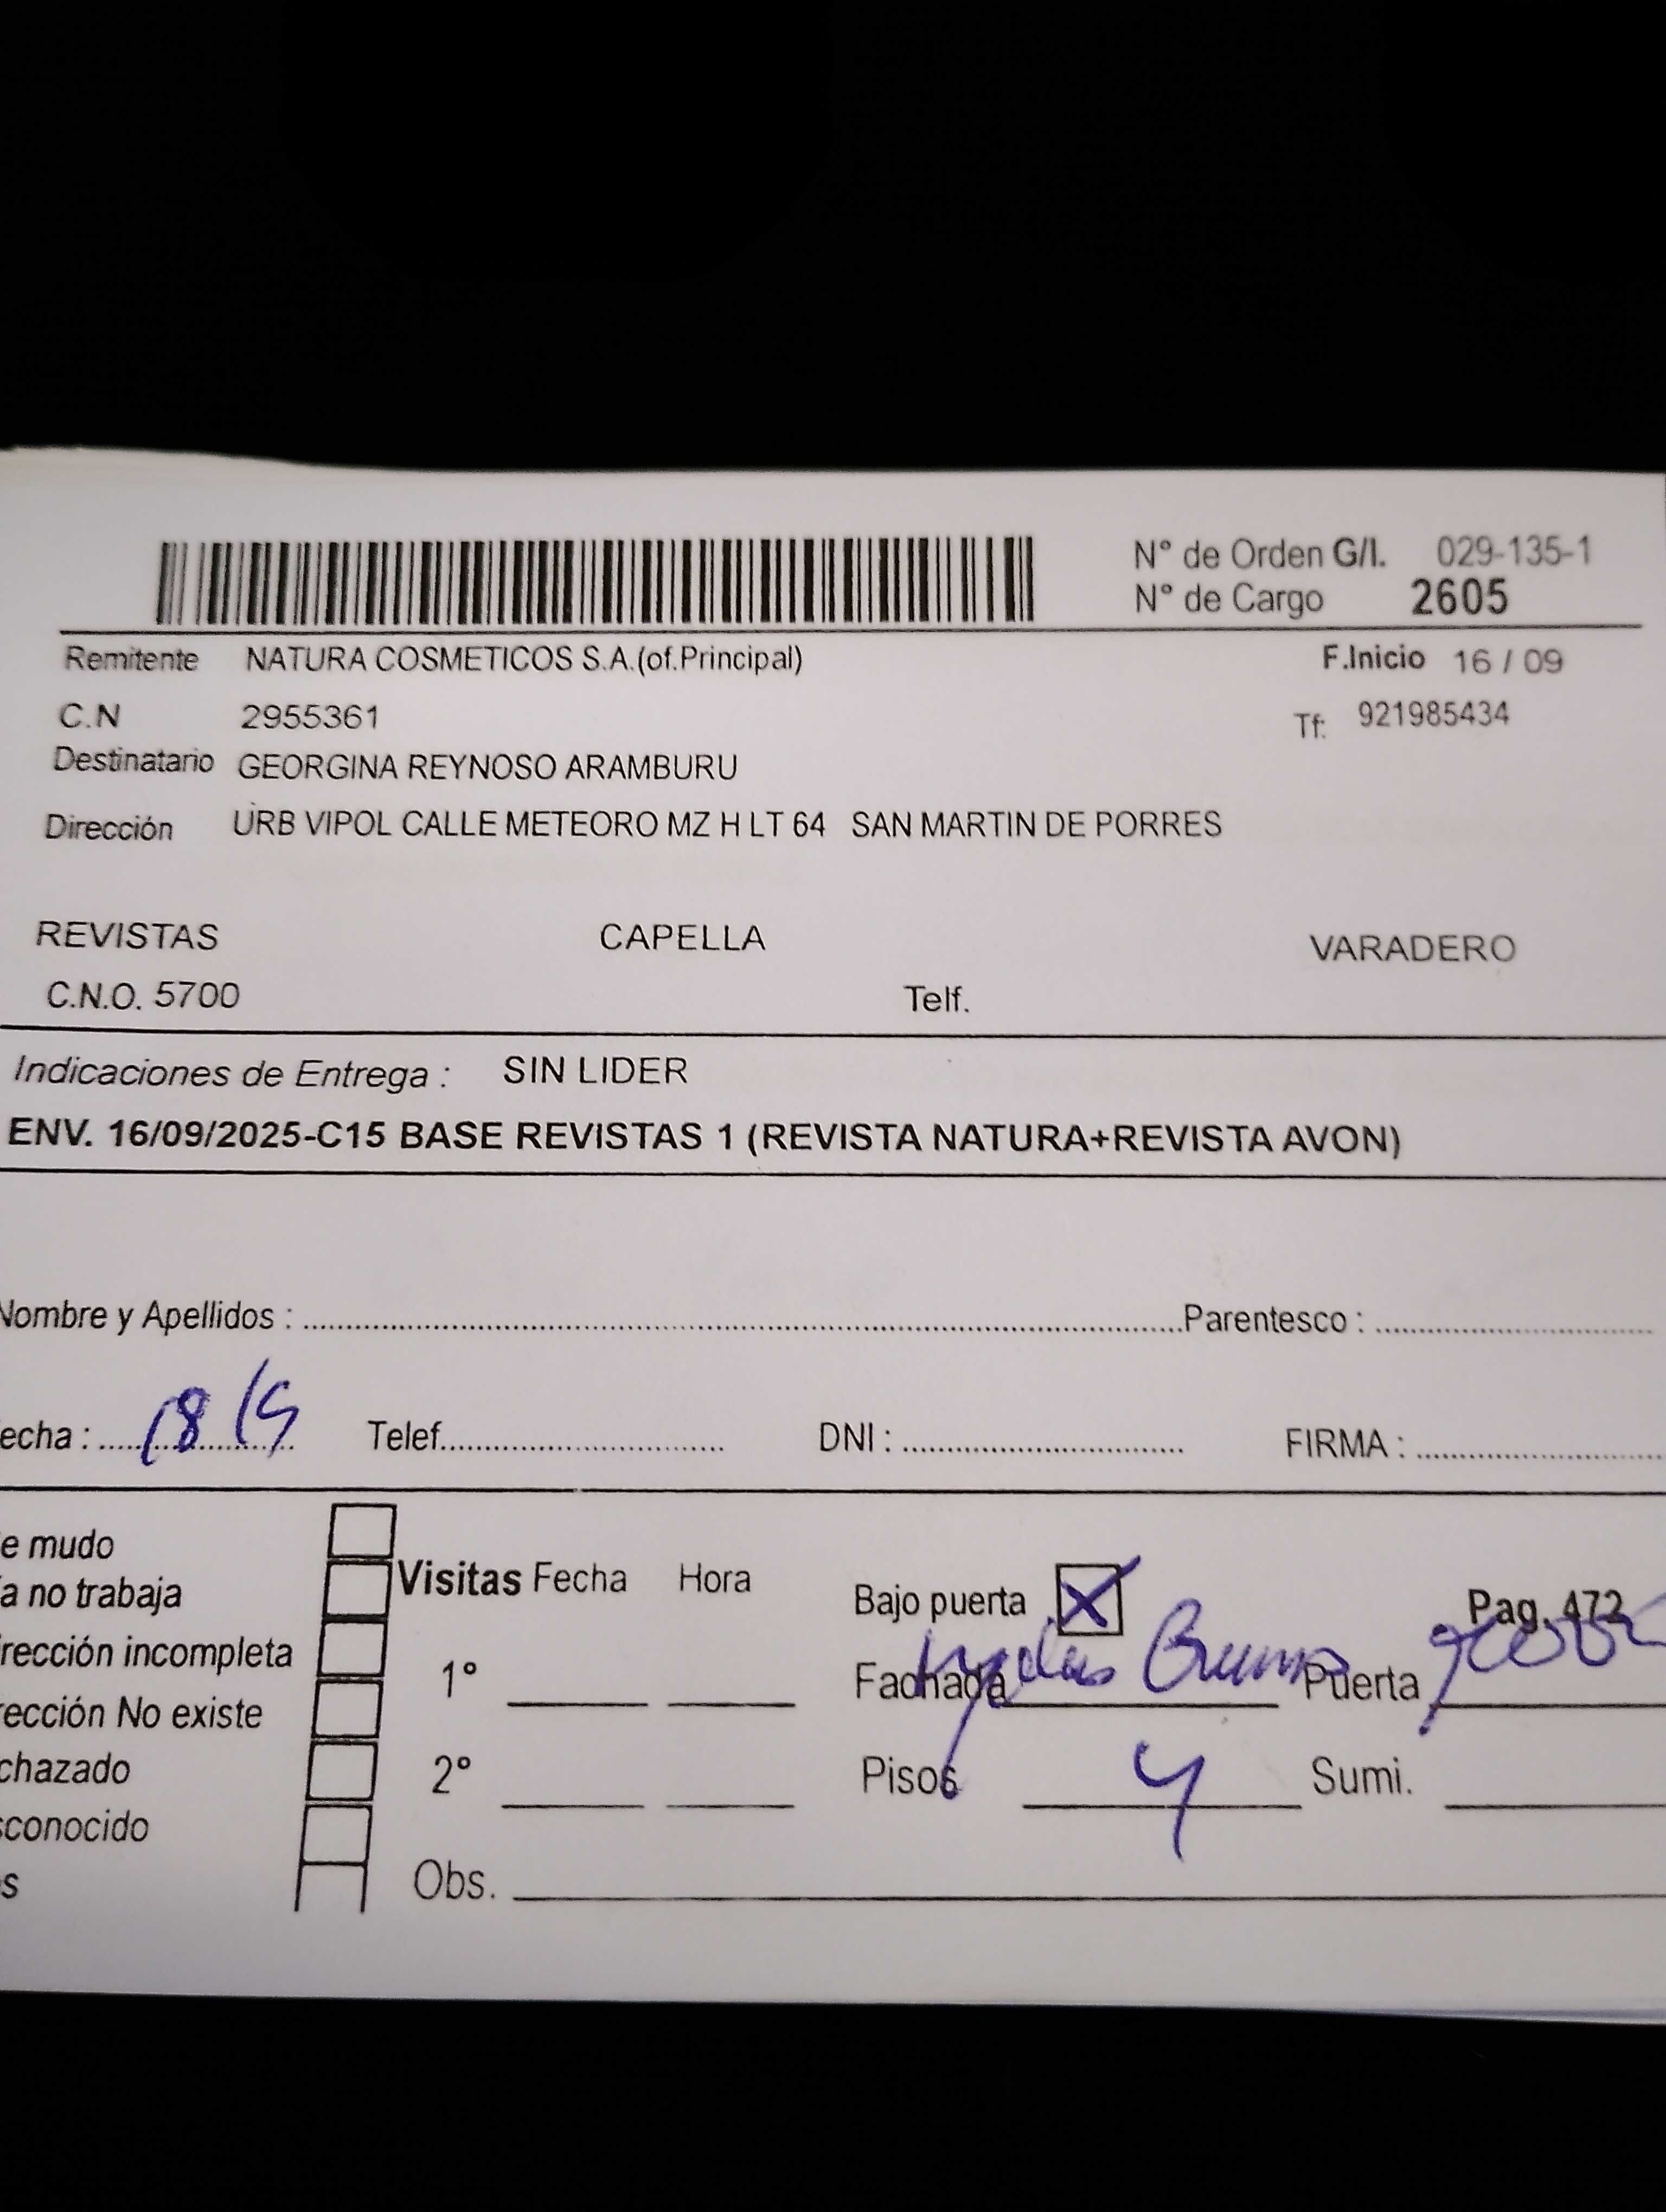 N° de Orden G/I. 029-135-1
N° de Cargo 2605
Remitente NATURA COSMETICOS S.A.(of.Principal) F.Inicio 16 / 09
C.N 2955361 Tf: 921985434
Destinatario GEORGINA REYNOSO ARAMBURU
Dirección URB VIPOL CALLE METEORO MZ H LT 64 SAN MARTIN DE PORRES
REVISTAS CAPELLA VARADERO
C.N.O. 5700 Telf.
Indicaciones de Entrega : SIN LIDER
ENV. 16/09/2025-C15 BASE REVISTAS 1 (REVISTA NATURA+REVISTA AVON)
Nombre y Apellidos : Parentesco :
echa : 18/9 Telef. DNI : FIRMA :
e mudo
a no trabaja Visitas Fecha Hora Bajo puerta X Pag. 472
rección incompleta
1° Fachada Puerta
ección No existe
chazado 2° Pisos 4 Sumi.
sconocido
s Obs.